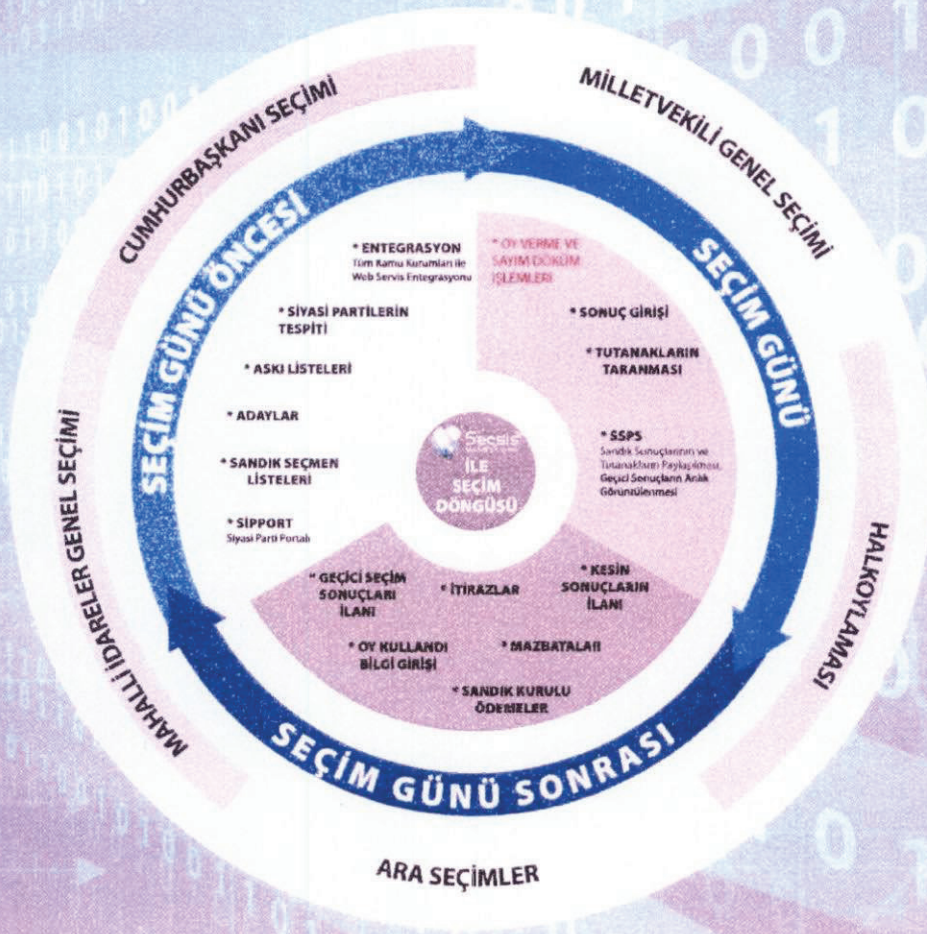 CUMHURBAŞKANI SEÇİMİ
MİLLETVEKİLİ GENEL SEÇİMİ
HALKOYLAMASI
ARA SEÇİMLER
MAHALLİ İDARELER GENEL SEÇİMİ
SEÇİM GÜNÜ ÖNCESİ
* ENTEGRASYON
Tüm Kamu Kurumları ile
Web Servis Entegrasyonu
* SİYASİ PARTİLERİN
TESPİTİ
* ASKI LİSTELERİ
* ADAYLAR
* SANDIK SEÇMEN
LİSTELERİ
* SİPPORT
Siyasi Parti Portalı
SEÇİM GÜNÜ
* OY VERME VE
SAYIM DÖKÜM
İŞLEMLERİ
* SONUÇ GİRİŞİ
* TUTANAKLARIN
TARANMASI
* SSPS
Sandık Sonuçlarının ve
Tutanakların Paylaşılması,
Geçici Sonuçların Anlık
Görüntülenmesi
Seçsis
İLE
SEÇİM
DÖNGÜSÜ
* GEÇİCİ SEÇİM
SONUÇLARI
İLANI
* İTİRAZLAR
* KESİN
SONUÇLARIN
İLANI
* OY KULLANDI
BİLGİ GİRİŞİ
* MAZBATALAR
* SANDIK KURULU
ÖDEMELER
SEÇİM GÜNÜ SONRASI